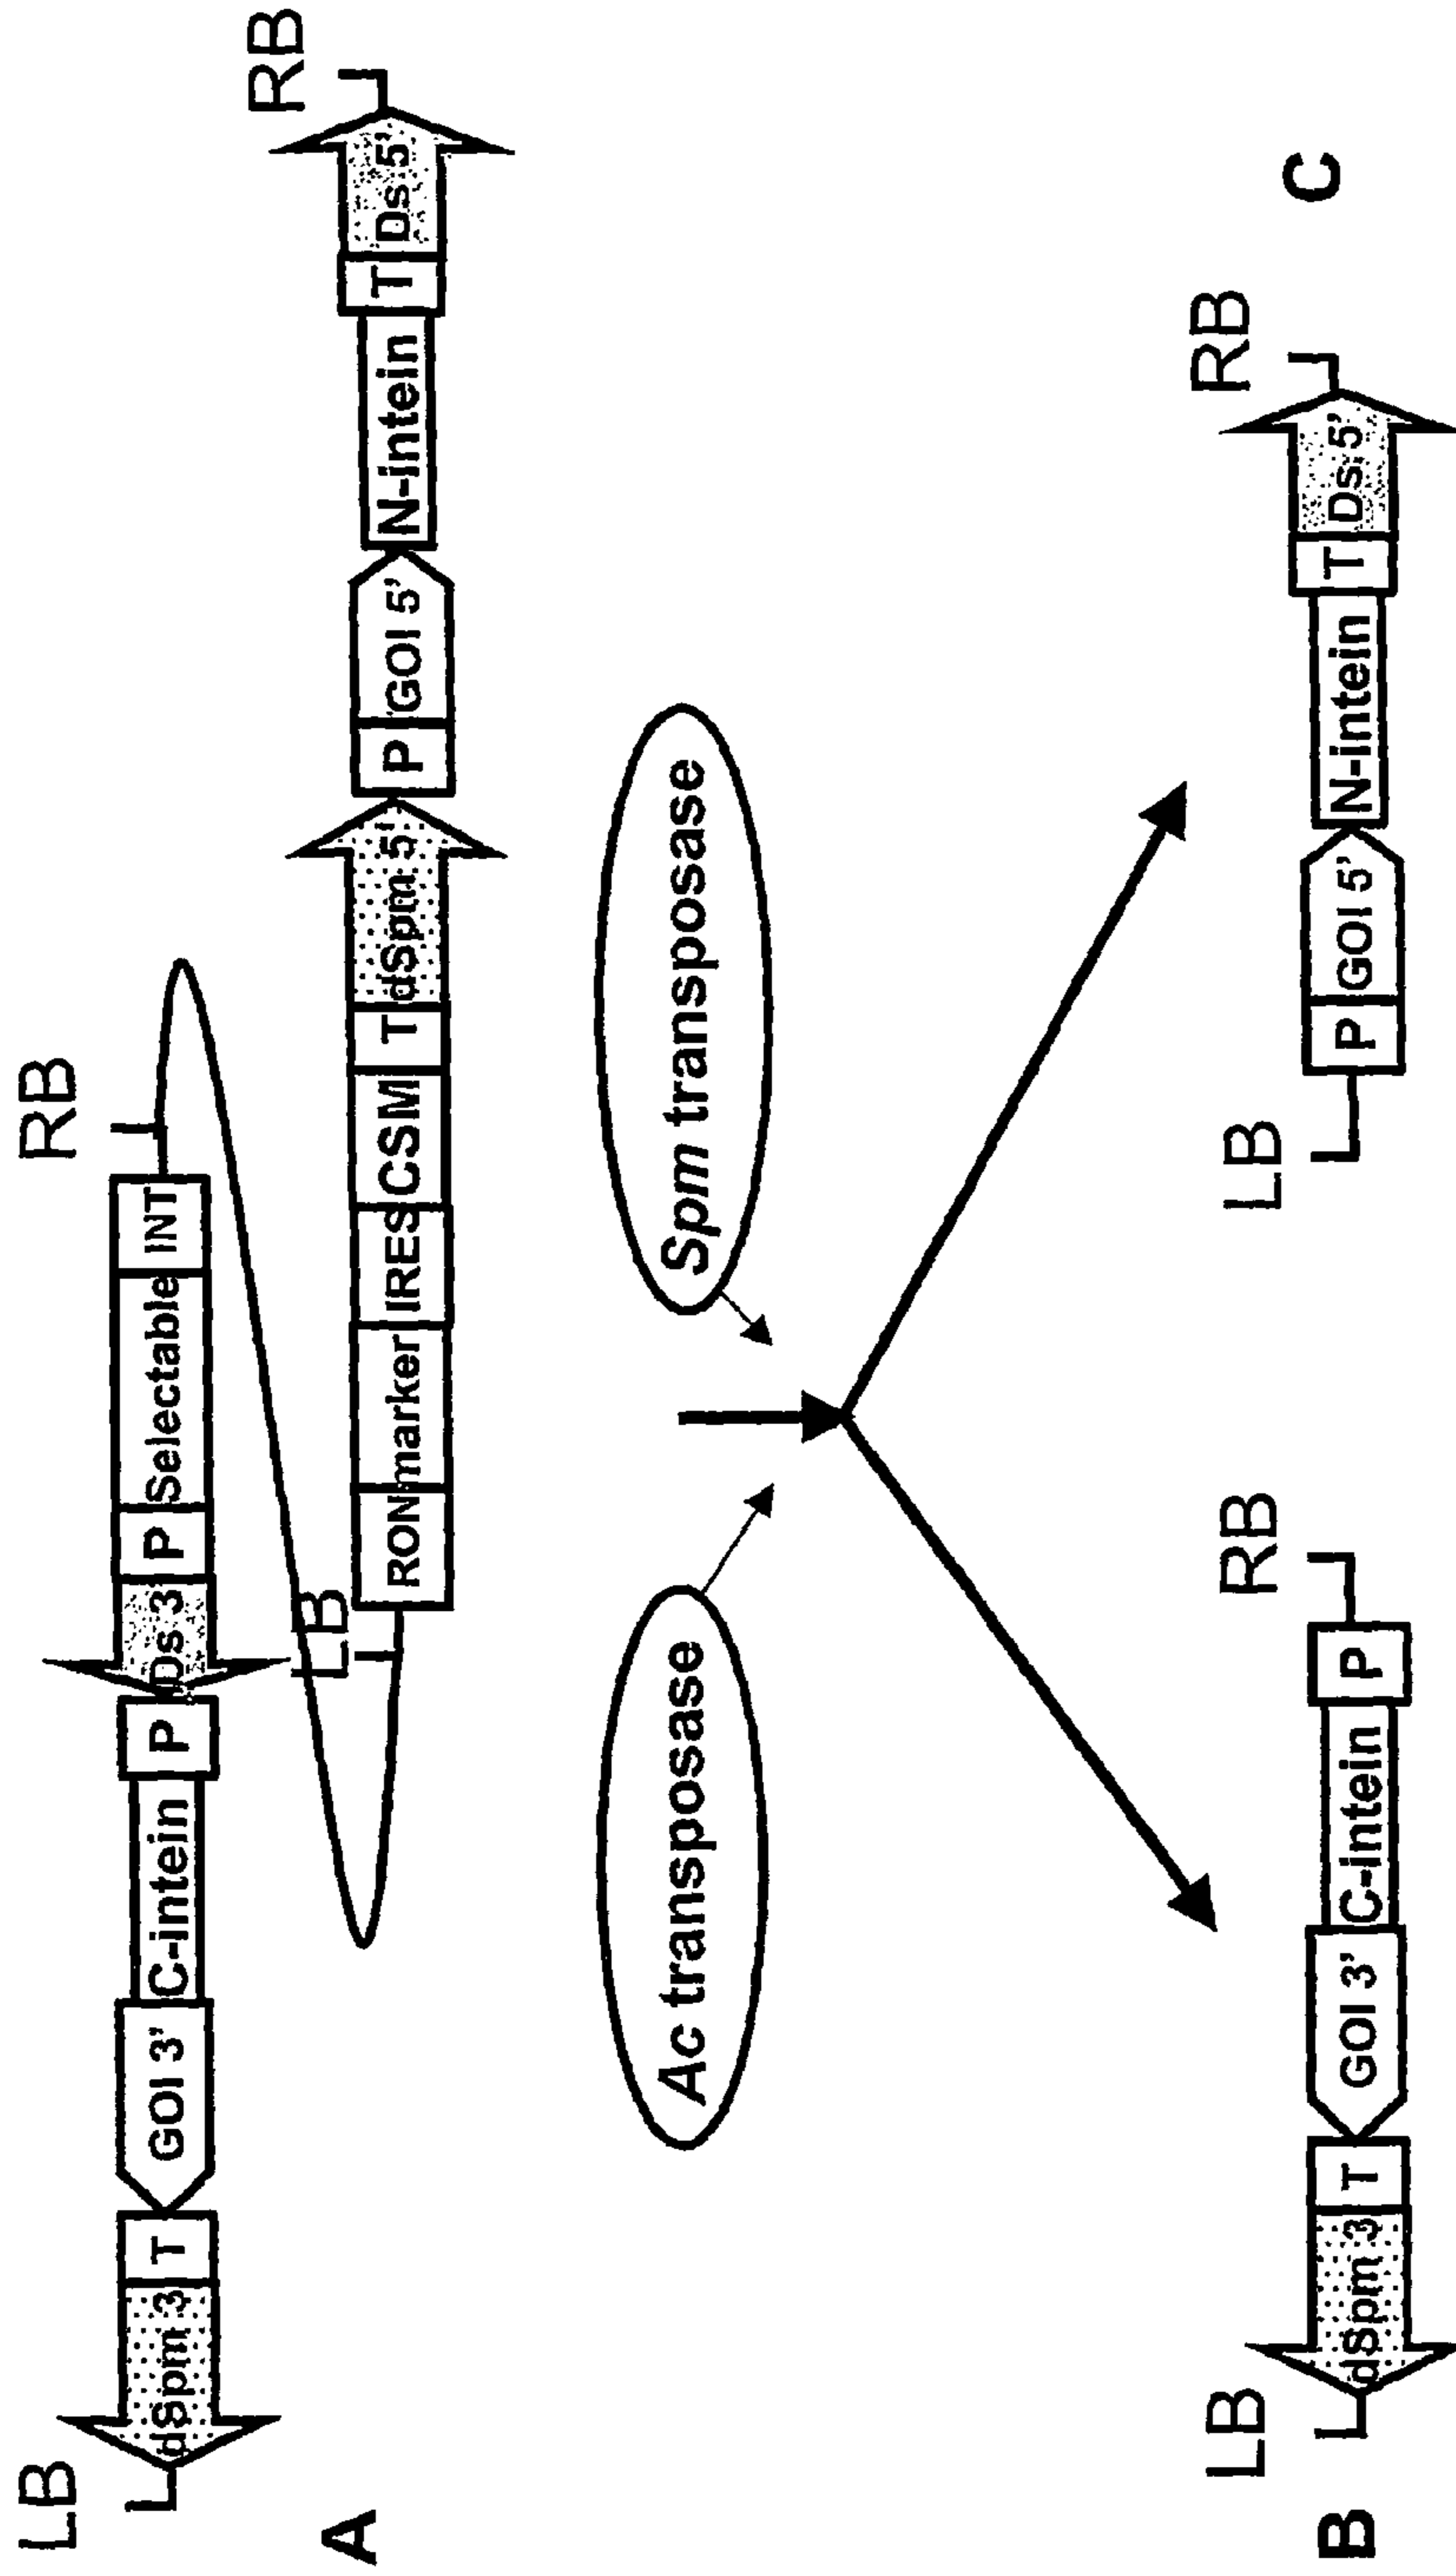 LB RB
dSpm 3' T GOI 3' C-intein P Ds 3' P Selectable INT
LB RB
RON marker IRES CSM T dSpm 5' P GOI 5' N-intein T Ds 5'
A
Ac transposase Spm transposase
LB RB
dSpm 3' T GOI 3' C-intein P
B
LB RB
P GOI 5' N-intein T Ds 5'
C